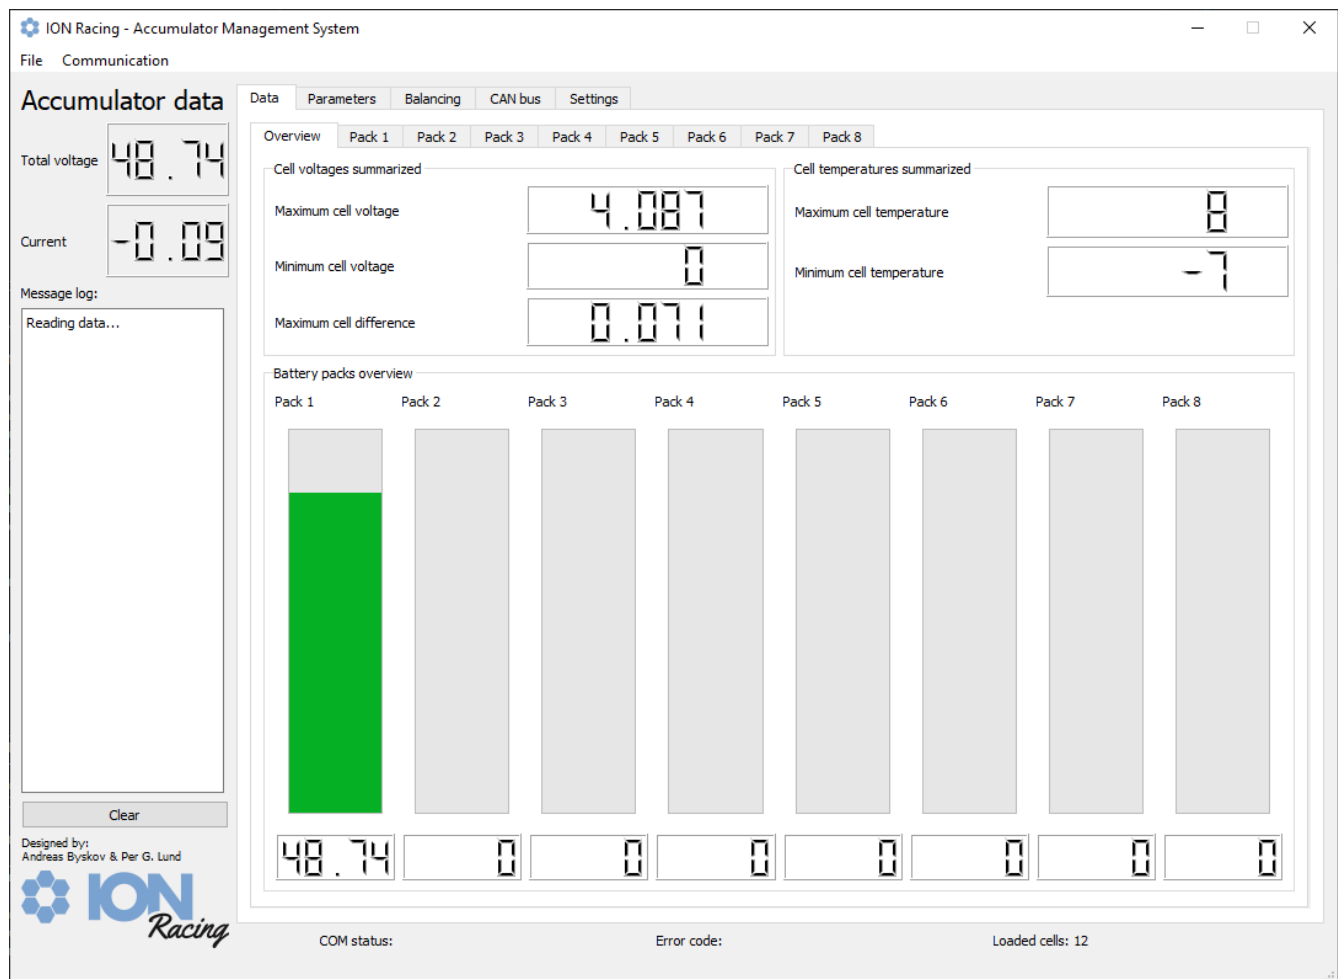 ION Racing - Accumulator Management System
File Communication
Accumulator data
Total voltage 48.74
Current -0.09
Message log:
Reading data...
Clear
Designed by:
Andreas Byskov & Per G. Lund
ION
Racing
Data Parameters Balancing CAN bus Settings
Overview Pack 1 Pack 2 Pack 3 Pack 4 Pack 5 Pack 6 Pack 7 Pack 8
Cell voltages summarized
Maximum cell voltage 4.087
Minimum cell voltage 0
Maximum cell difference 0.071
Cell temperatures summarized
Maximum cell temperature 8
Minimum cell temperature -7
Battery packs overview
Pack 1 Pack 2 Pack 3 Pack 4 Pack 5 Pack 6 Pack 7 Pack 8
48.74 0 0 0 0 0 0 0
COM status: Error code: Loaded cells: 12